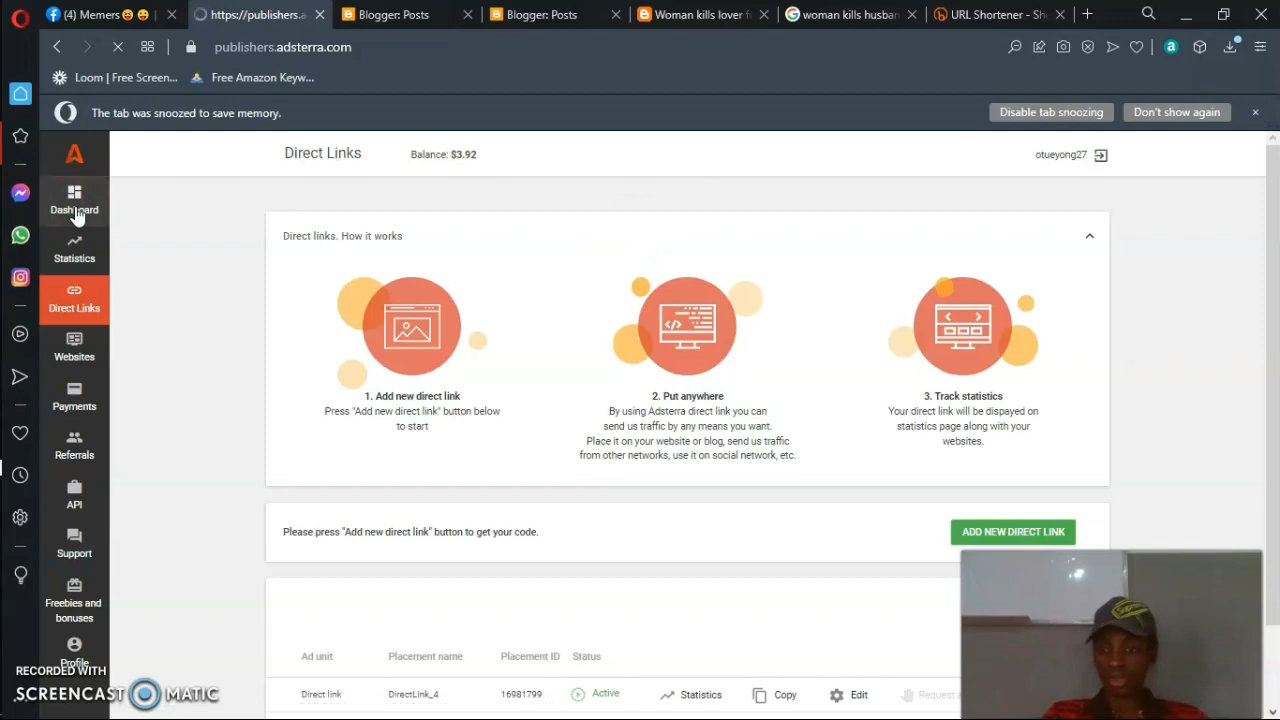 Memers
https://publishers.a
Blogger: Posts
Blogger: Posts
Woman kills lover
woman kills husban
URL Shortener - Sh
publishers.adsterra.com
Loom | Free Screen...
Free Amazon Keyw...
The tab was snoozed to save memory.
Disable tab snoozing
Don't show again
Direct Links
Balance: $3.92
otueyong27
Dashboard
Statistics
Direct Links
Websites
Payments
Referrals
API
Support
Freebies and
bonuses
Profile
Direct links. How it works
1. Add new direct link
Press "Add new direct link" button below
to start
2. Put anywhere
By using Adsterra direct link you can
send us traffic by any means you want.
Place it on your website or blog, send us traffic
from other networks, use it on social network, etc.
3. Track statistics
Your direct link will be dispayed on
statistics page along with your
websites.
Please press "Add new direct link" button to get your code.
ADD NEW DIRECT LINK
Ad unit
Placement name
Placement ID
Status
Direct link
DirectLink_4
16981799
Active
Statistics
Copy
Edit
Request a
RECORDED WITH
SCREENCAST MATIC